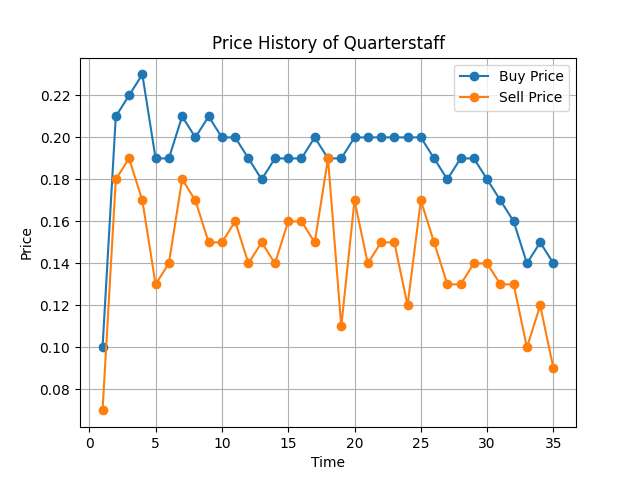 Price History of Quarterstaff
Buy Price
Sell Price
0.22
0.20
0.18
0.16
0.14
0.12
0.10
0.08
Price
0 5 10 15 20 25 30 35
Time